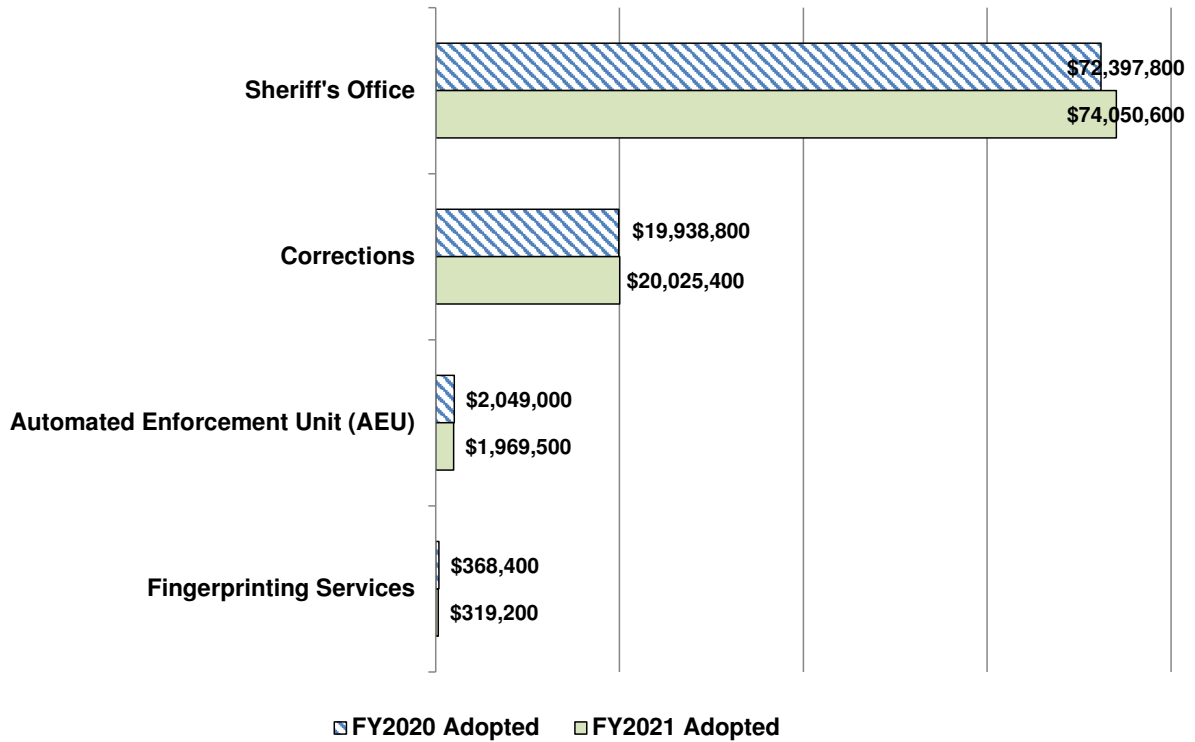 $72,397,800
Sheriff's Office
$74,050,600
$19,938,800
Corrections
$20,025,400
$2,049,000
Automated Enforcement Unit (AEU)
$1,969,500
$368,400
Fingerprinting Services
$319,200
FY2020 Adopted FY2021 Adopted